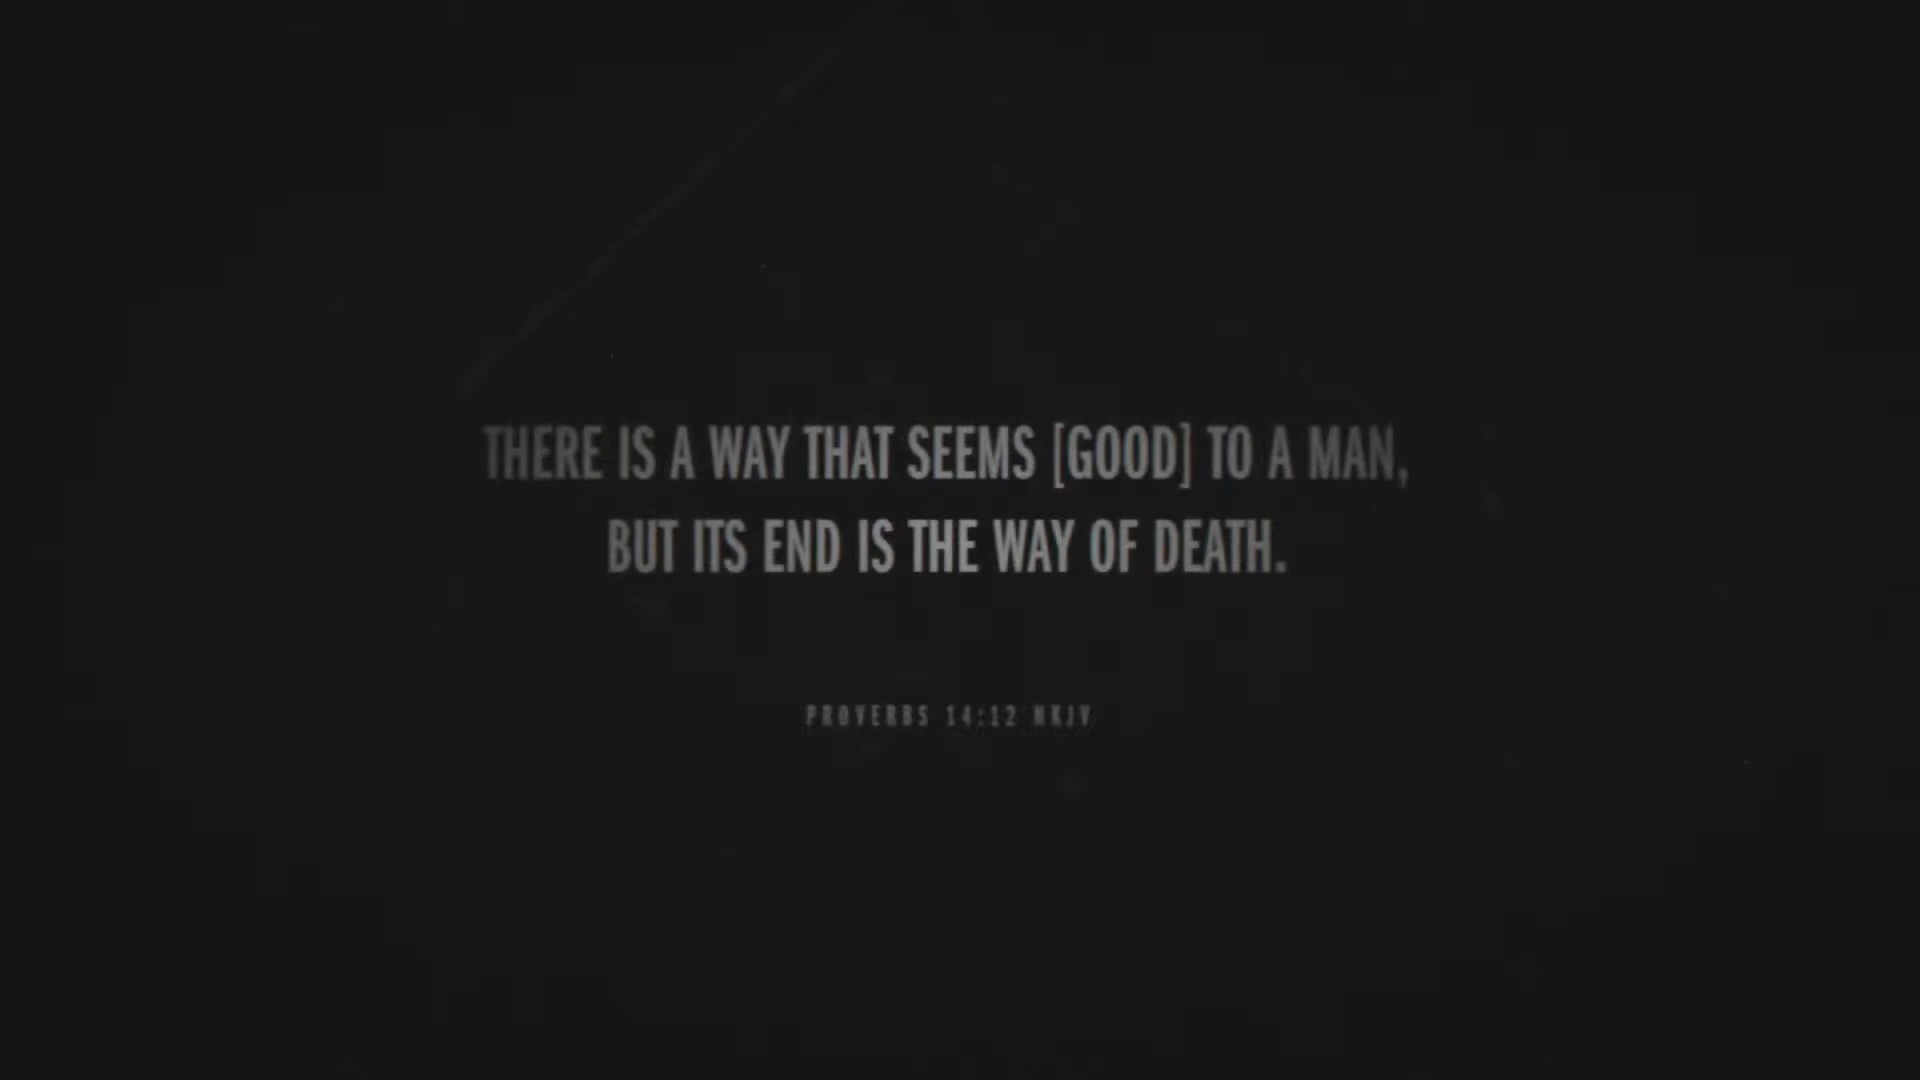 THERE IS A WAY THAT SEEMS [GOOD] TO A MAN,
BUT ITS END IS THE WAY OF DEATH.
PROVERBS 14:12 NKJV